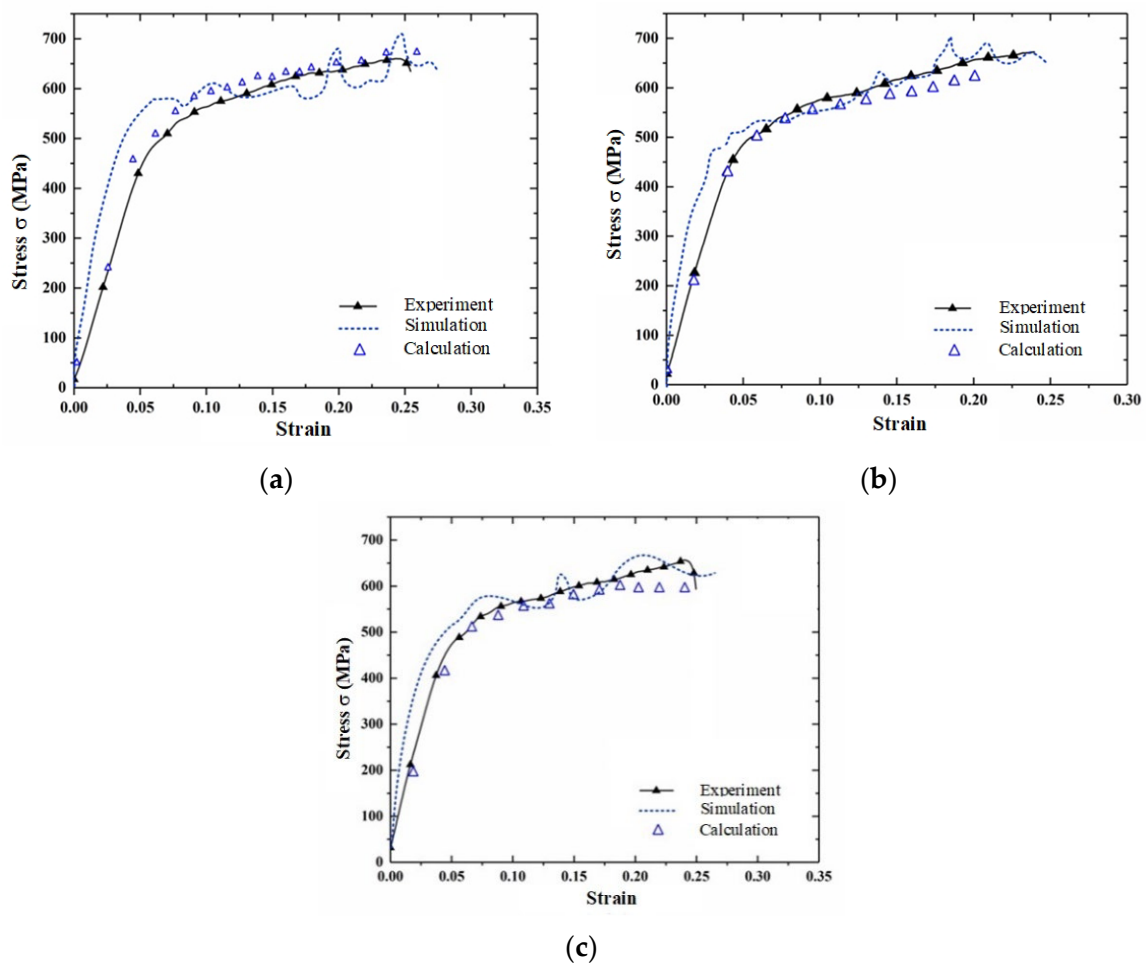 700
600
500
400
300
200
100
0
Stress σ (MPa)
Experiment
Simulation
Calculation
0.00 0.05 0.10 0.15 0.20 0.25 0.30 0.35
Strain
(a)
700
600
500
400
300
200
100
0
Stress σ (MPa)
Experiment
Simulation
Calculation
0.00 0.05 0.10 0.15 0.20 0.25 0.30
Strain
(b)
700
600
500
400
300
200
100
0
Stress σ (MPa)
Experiment
Simulation
Calculation
0.00 0.05 0.10 0.15 0.20 0.25 0.30 0.35
Strain
(c)